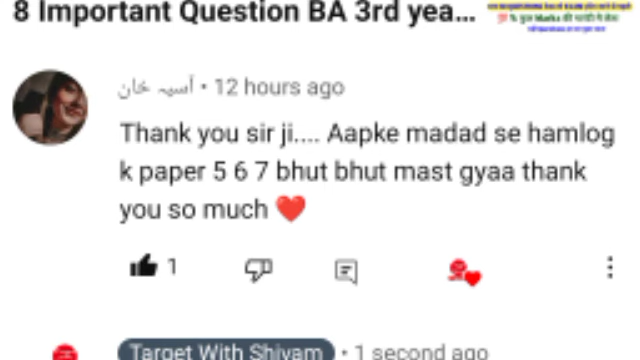 8 Important Question BA 3rd yea...
آسیہ خان • 12 hours ago
Thank you sir ji.... Aapke madad se hamlog
k paper 5 6 7 bhut bhut mast gyaa thank
you so much ❤️
1
Target With Shivam • 1 second ago